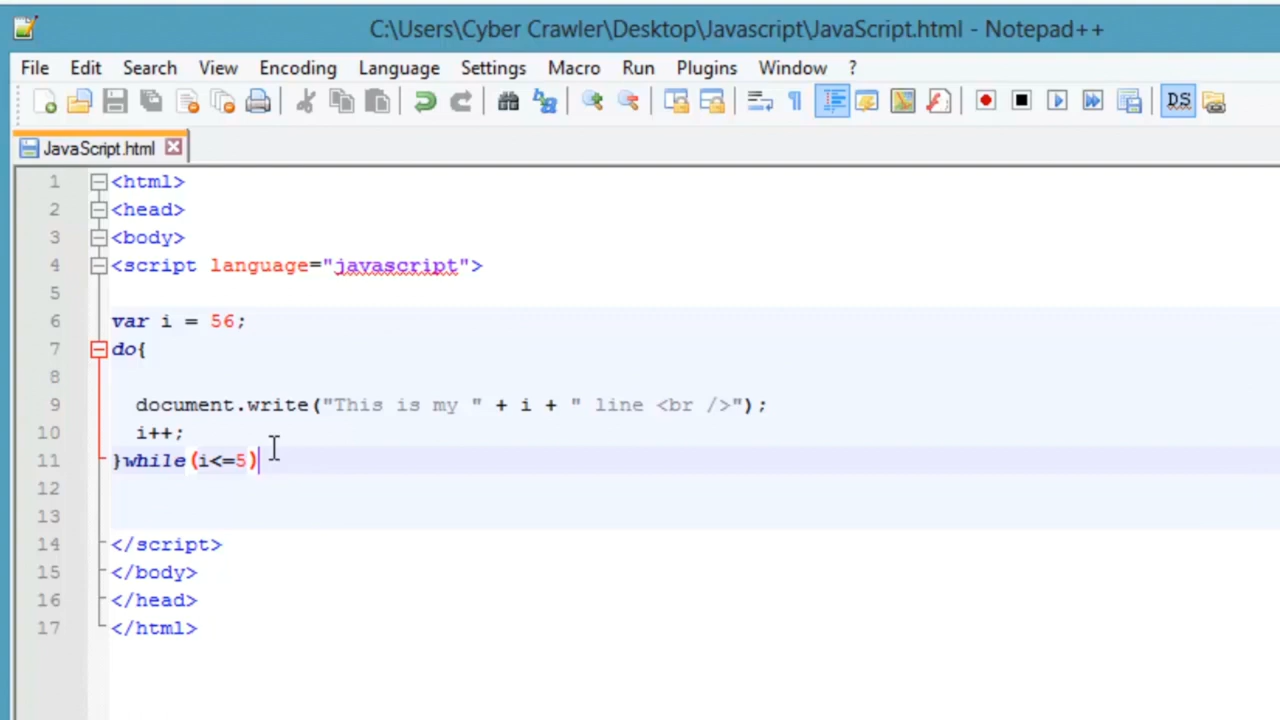 C:\Users\Cyber Crawler\Desktop\Javascript\JavaScript.html - Notepad++
File Edit Search View Encoding Language Settings Macro Run Plugins Window ?
DS
JavaScript.html
1 <html>
2 <head>
3 <body>
4 <script language="javascript">
5
6 var i = 56;
7 do{
8
9 document.write("This is my " + i + " line <br />");
10 i++;
11 }while(i<=5)
12
13
14 </script>
15 </body>
16 </head>
17 </html>